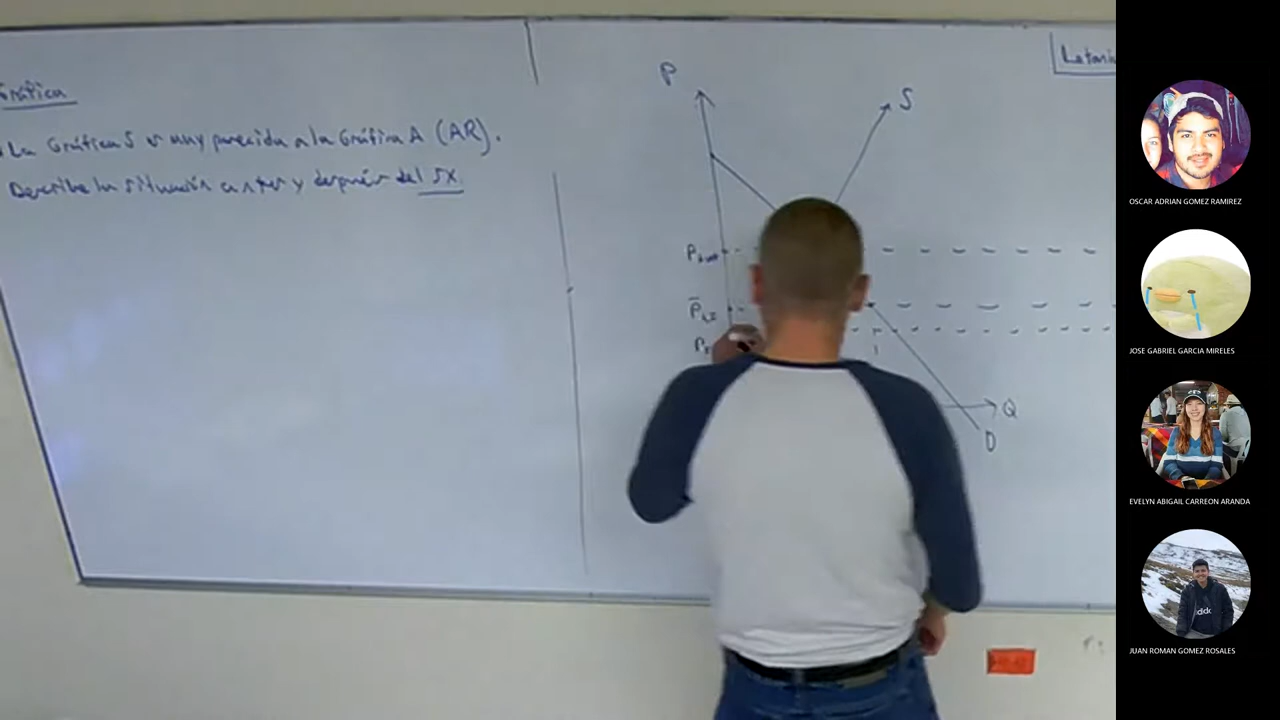 Gráfica
La Gráfica S es muy parecida a la Gráfica A (AR).
Describe la situación antes y después del SX
P
S
P
P
P
Q
D
OSCAR ADRIAN GOMEZ RAMIREZ
JOSE GABRIEL GARCIA MIRELES
EVELYN ABIGAIL CARREON ARANDA
JUAN ROMAN GOMEZ ROSALES